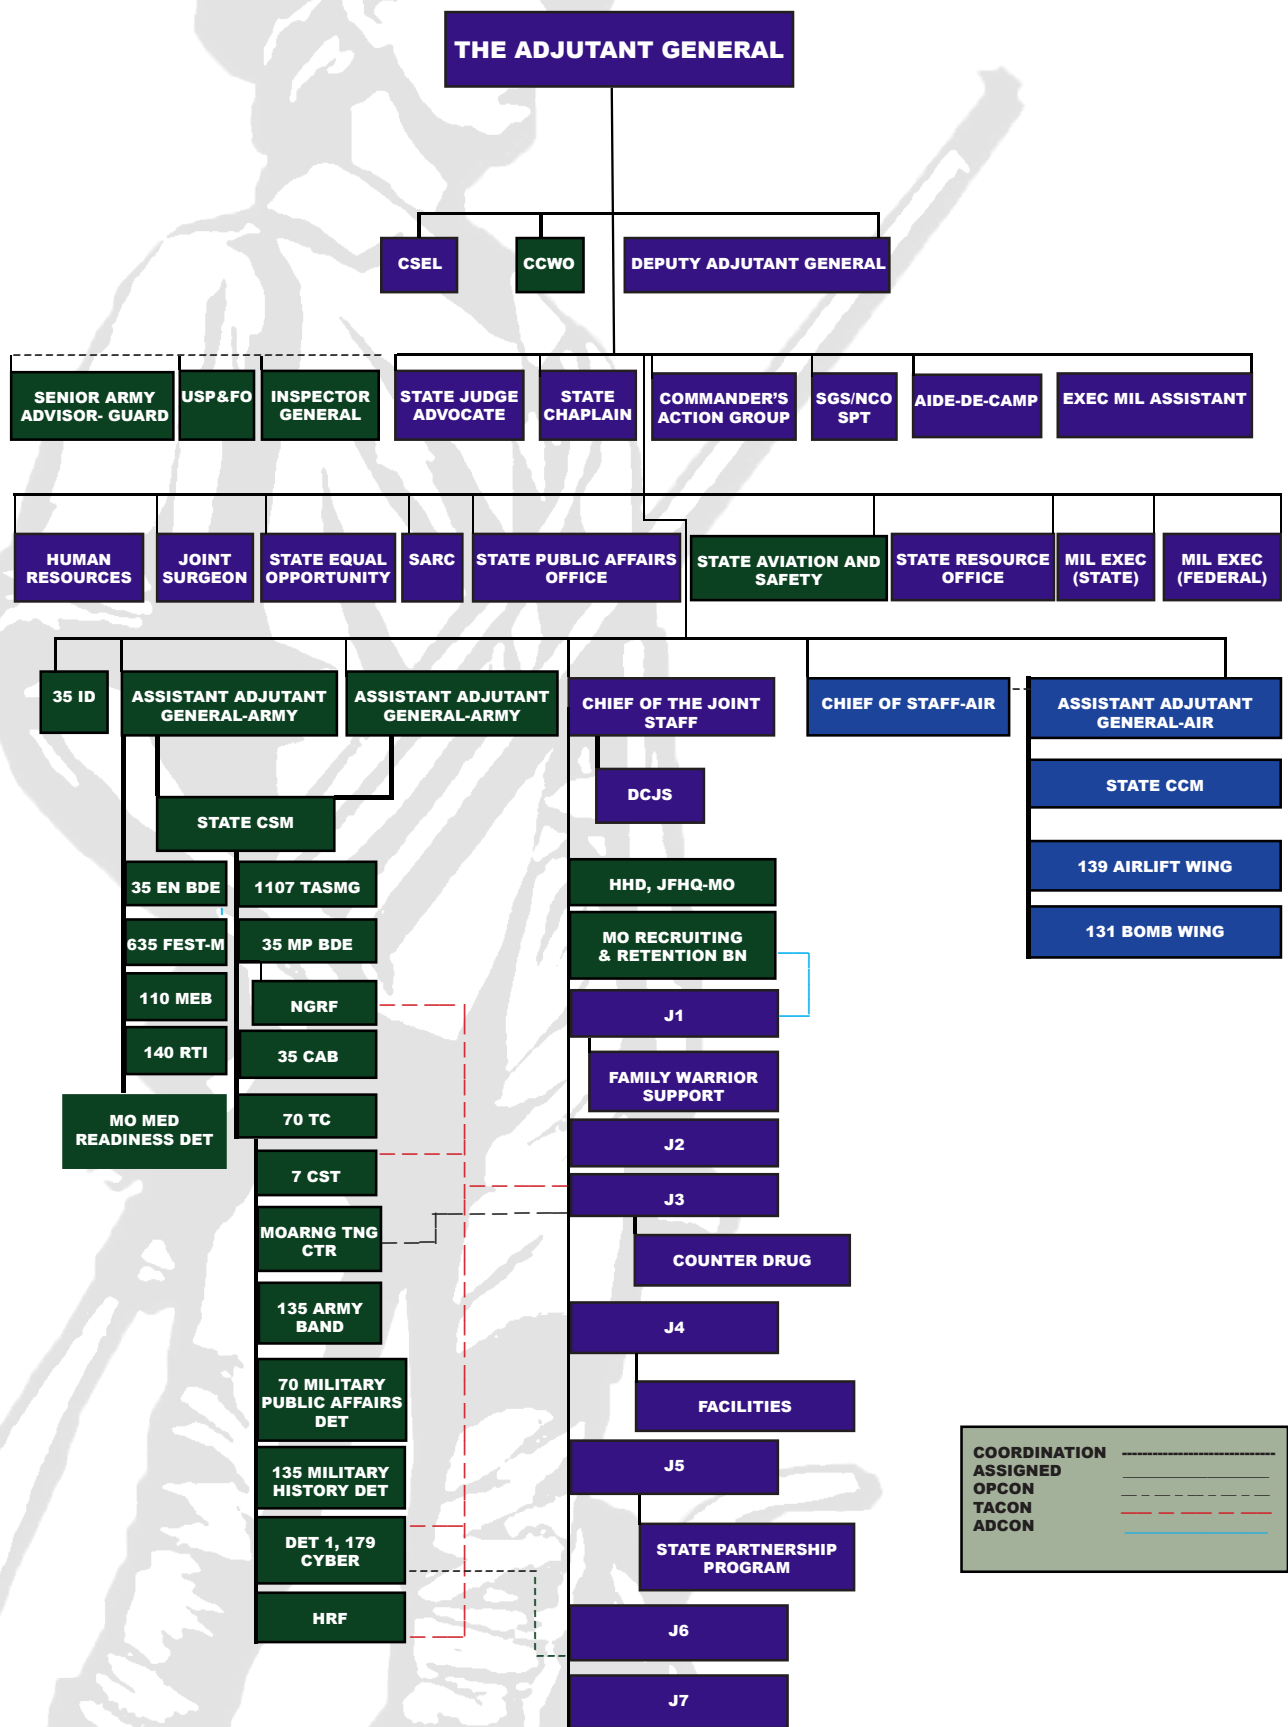 THE ADJUTANT GENERAL
CSEL
CCWO
DEPUTY ADJUTANT GENERAL
SENIOR ARMY
ADVISOR- GUARD
USP&FO
INSPECTOR
GENERAL
STATE JUDGE
ADVOCATE
STATE
CHAPLAIN
COMMANDER'S
ACTION GROUP
SGS/NCO
SPT
AIDE-DE-CAMP
EXEC MIL ASSISTANT
HUMAN
RESOURCES
JOINT
SURGEON
STATE EQUAL
OPPORTUNITY
SARC
STATE PUBLIC AFFAIRS
OFFICE
STATE AVIATION AND
SAFETY
STATE RESOURCE
OFFICE
MIL EXEC
(STATE)
MIL EXEC
(FEDERAL)
35 ID
ASSISTANT ADJUTANT
GENERAL-ARMY
ASSISTANT ADJUTANT
GENERAL-ARMY
CHIEF OF THE JOINT
STAFF
CHIEF OF STAFF-AIR
ASSISTANT ADJUTANT
GENERAL-AIR
STATE CSM
DCJS
STATE CCM
139 AIRLIFT WING
131 BOMB WING
35 EN BDE
635 FEST-M
110 MEB
140 RTI
MO MED
READINESS DET
1107 TASMG
35 MP BDE
NGRF
35 CAB
70 TC
7 CST
MOARNG TNG
CTR
135 ARMY
BAND
70 MILITARY
PUBLIC AFFAIRS
DET
135 MILITARY
HISTORY DET
DET 1, 179
CYBER
HRF
HHD, JFHQ-MO
MO RECRUITING
& RETENTION BN
J1
FAMILY WARRIOR
SUPPORT
J2
J3
COUNTER DRUG
J4
FACILITIES
J5
STATE PARTNERSHIP
PROGRAM
J6
J7
COORDINATION
ASSIGNED
OPCON
TACON
ADCON